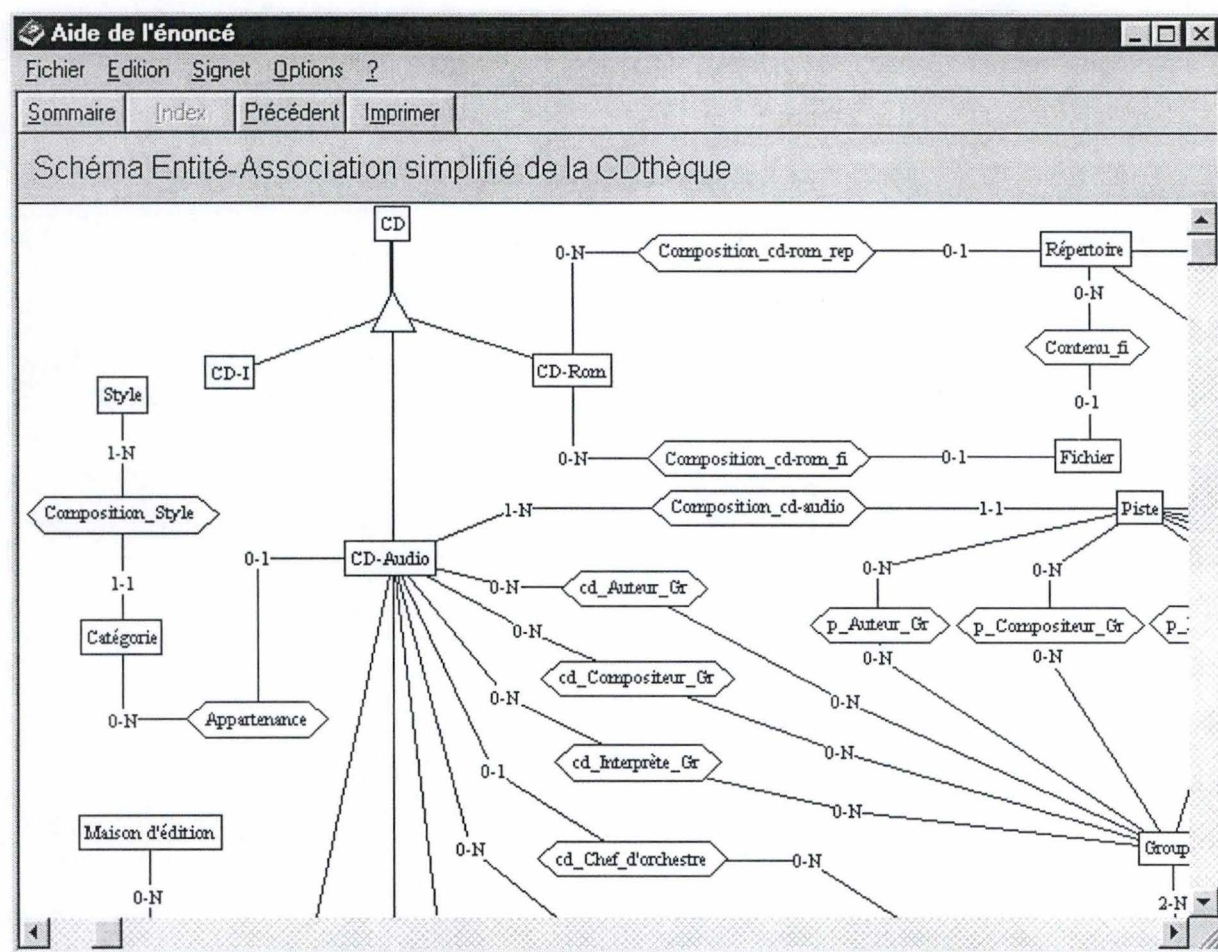 Aide de l'énoncé
Fichier Edition Signet Options ?
Sommaire Index Précédent Imprimer
Schéma Entité-Association simplifié de la CDthèque
CD
0-N
Composition_cd-rom_rep
0-1
Répertoire
0-N
Contenu_fi
0-1
CD-I
CD-Rom
Style
1-N
0-N
Composition_cd-rom_fi
0-1
Fichier
Composition_Style
1-N
Composition_cd-audio
1-1
Piste
1-1
0-1
CD-Audio
0-N
cd_Auteur_Gr
0-N
0-N
Catégorie
0-N
p_Auteur_Gr
p_Compositeur_Gr
p_
0-N
0-N
cd_Compositeur_Gr
0-N
0-N
0-N
Appartenance
0-N
0-N
cd_Interprète_Gr
0-1
0-N
Maison d'édition
0-N
cd_Chef_d'orchestre
0-N
Group
0-N
2-N